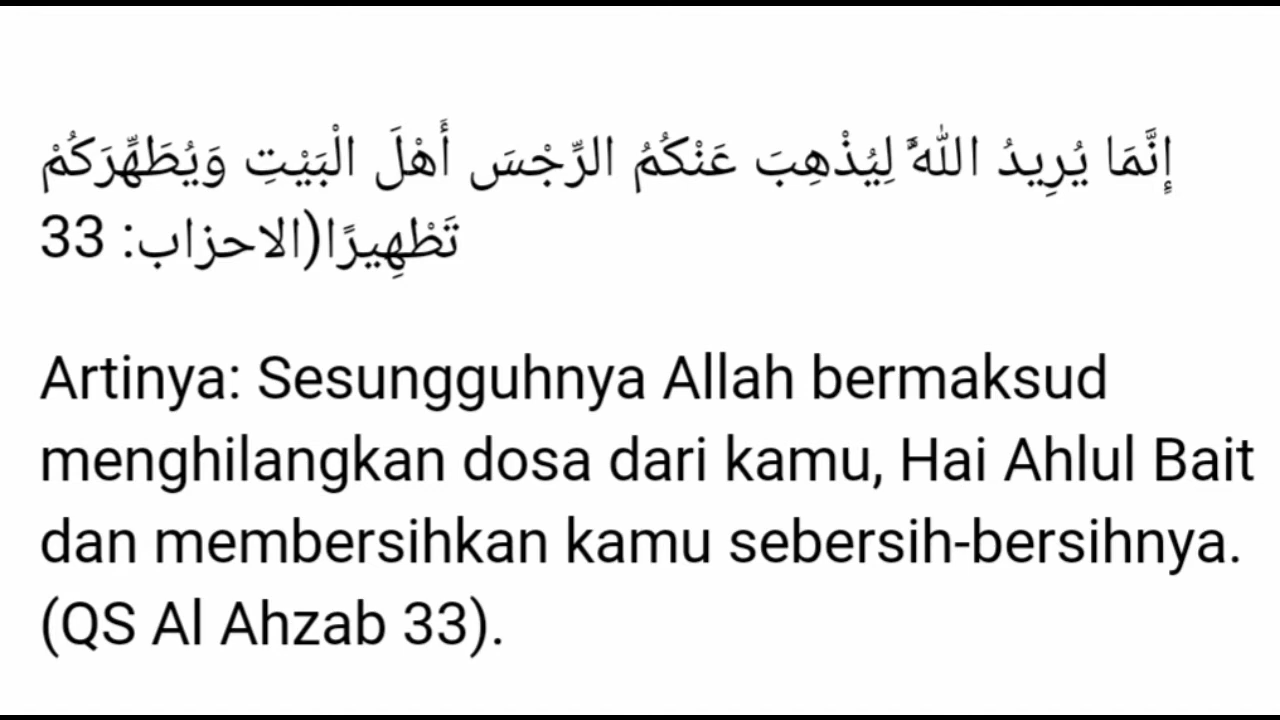 إِنَّمَا يُرِيدُ اللهُ لِيُذْهِبَ عَنْكُمُ الرِّجْسَ أَهْلَ الْبَيْتِ وَيُطَهِّرَكُمْ
تَطْهِيرًا(الاحزاب: 33
Artinya: Sesungguhnya Allah bermaksud
menghilangkan dosa dari kamu, Hai Ahlul Bait
dan membersihkan kamu sebersih-bersihnya.
(QS Al Ahzab 33).